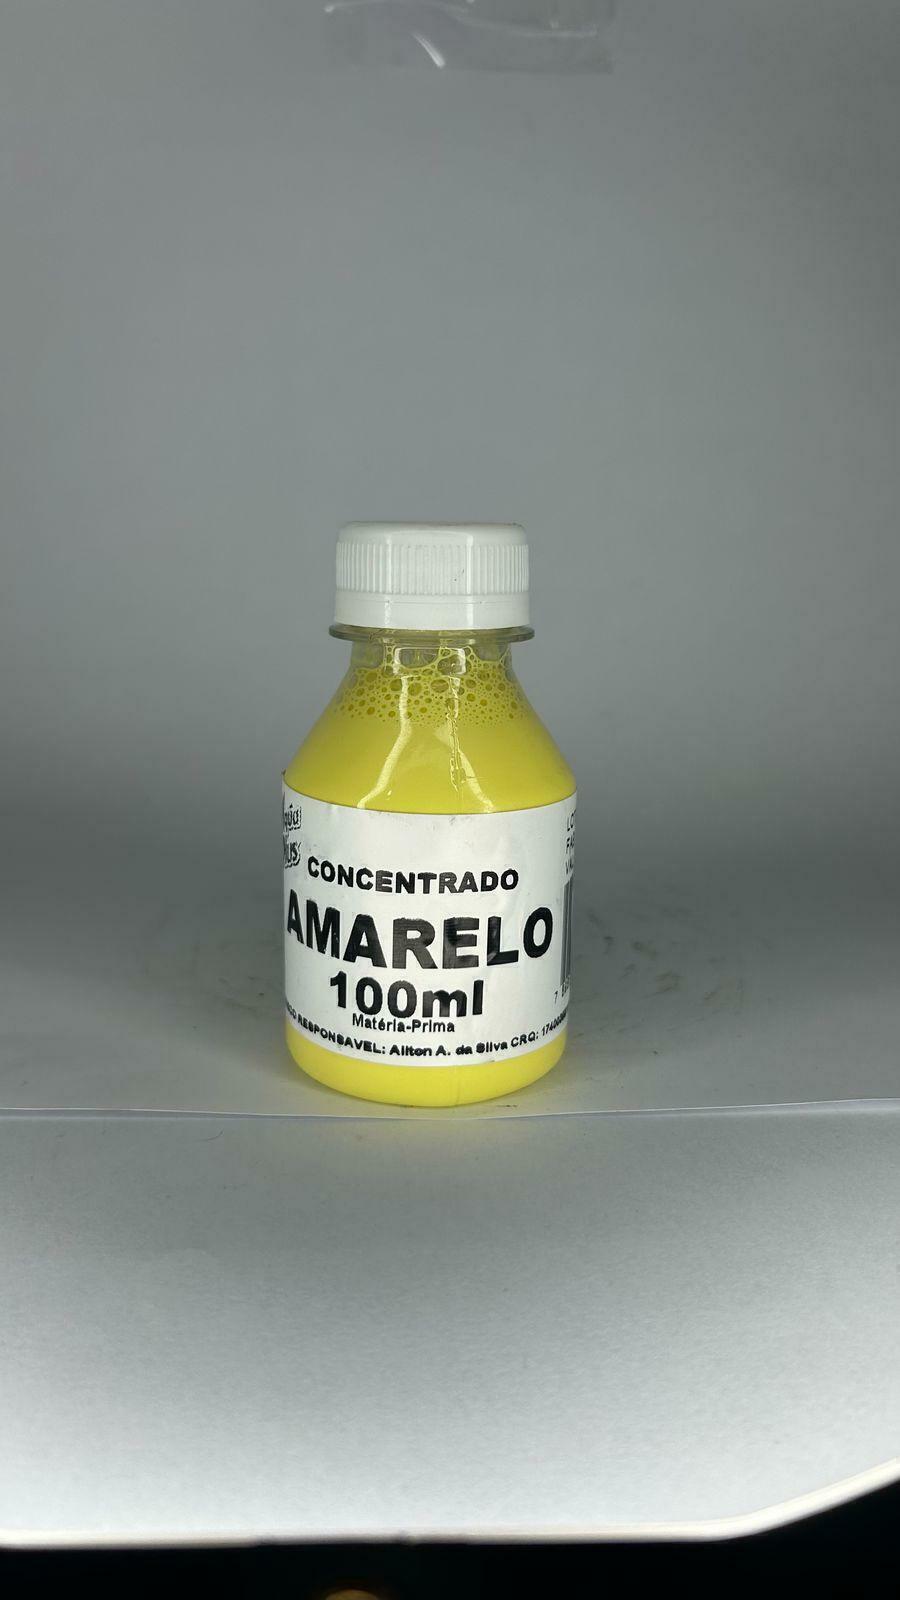 CONCENTRADO
AMARELO
100ml
Matéria-Prima
RESPONSAVEL: Ailton A. da Silva CRQ: